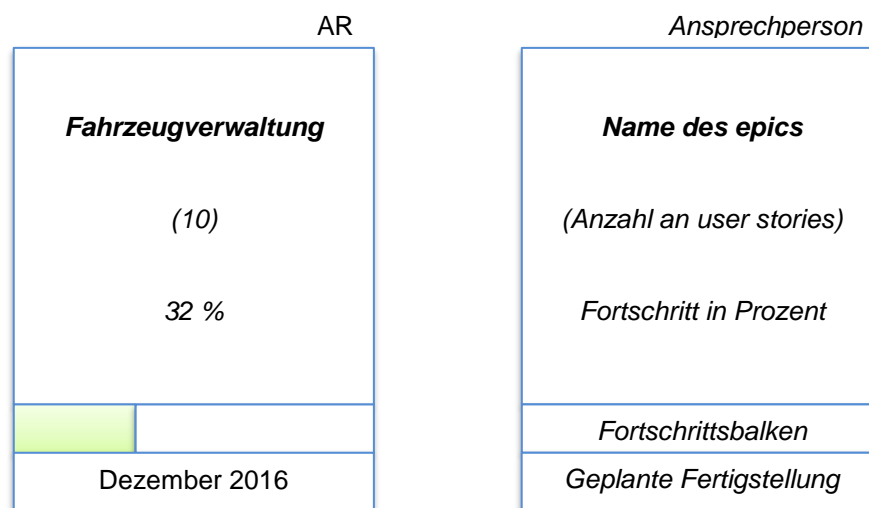 AR
Fahrzeugverwaltung
(10)
32 %
Dezember 2016
Ansprechperson
Name des epics
(Anzahl an user stories)
Fortschritt in Prozent
Fortschrittsbalken
Geplante Fertigstellung